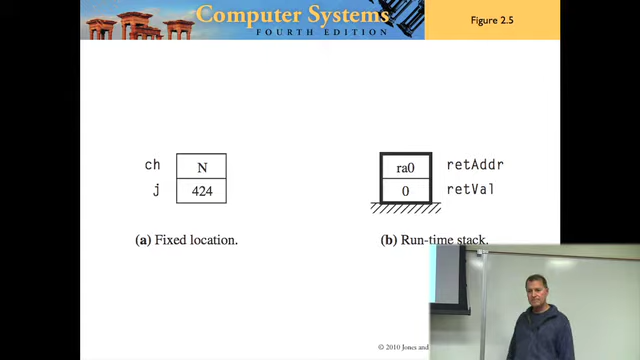 Computer Systems
FOURTH EDITION
Figure 2.5
ch N
j 424
ra0 retAddr
0 retVal
(a) Fixed location.
(b) Run-time stack.
© 2010 Jones and